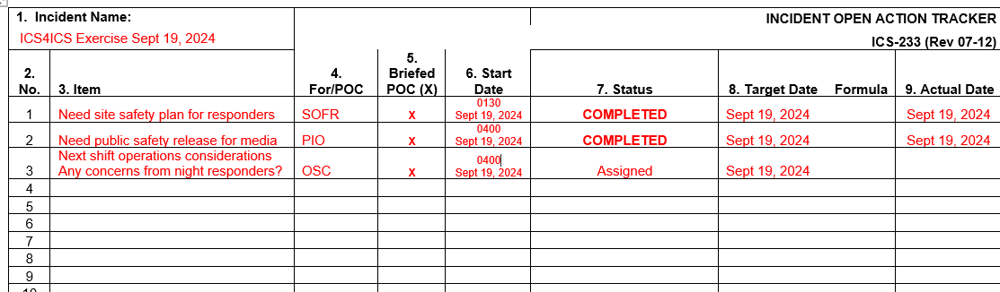 1. Incident Name:
INCIDENT OPEN ACTION TRACKER
ICS4ICS Exercise Sept 19, 2024
ICS-233 (Rev 07-12)
2.
No.
3. Item
4.
For/POC
5.
Briefed
POC (X)
6. Start
Date
7. Status
8. Target Date
Formula
9. Actual Date
1
Need site safety plan for responders
SOFR
X
0130
Sept 19, 2024
COMPLETED
Sept 19, 2024
Sept 19, 2024
2
Need public safety release for media
PIO
X
0400
Sept 19, 2024
COMPLETED
Sept 19, 2024
Sept 19, 2024
3
Next shift operations considerations
Any concerns from night responders?
OSC
X
0400
Sept 19, 2024
Assigned
Sept 19, 2024
4
5
6
7
8
9
10